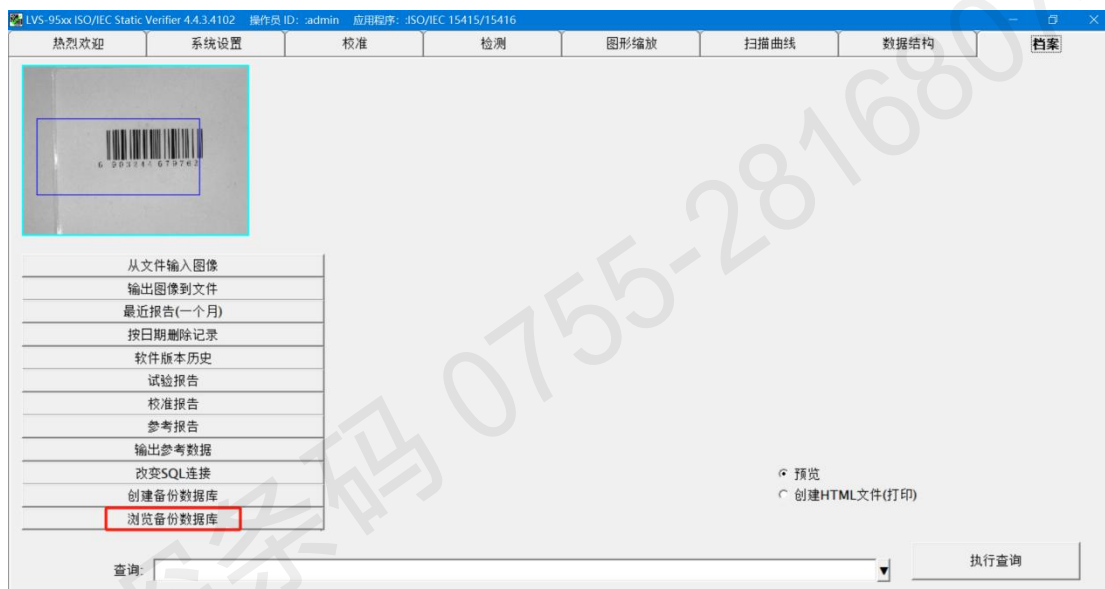 LVS-95xx ISO/IEC Static Verifier 4.4.3.4102 操作员 ID: :admin 应用程序: :ISO/IEC 15415/15416
热烈欢迎 系统设置 校准 检测 图形缩放 扫描曲线 数据结构 档案
从文件输入图像
输出图像到文件
最近报告(一个月)
按日期删除记录
软件版本历史
试验报告
校准报告
参考报告
输出参考数据
改变SQL连接
预览
创建备份数据库
创建HTML文件(打印)
浏览备份数据库
查询:
执行查询
条码 0755-281680